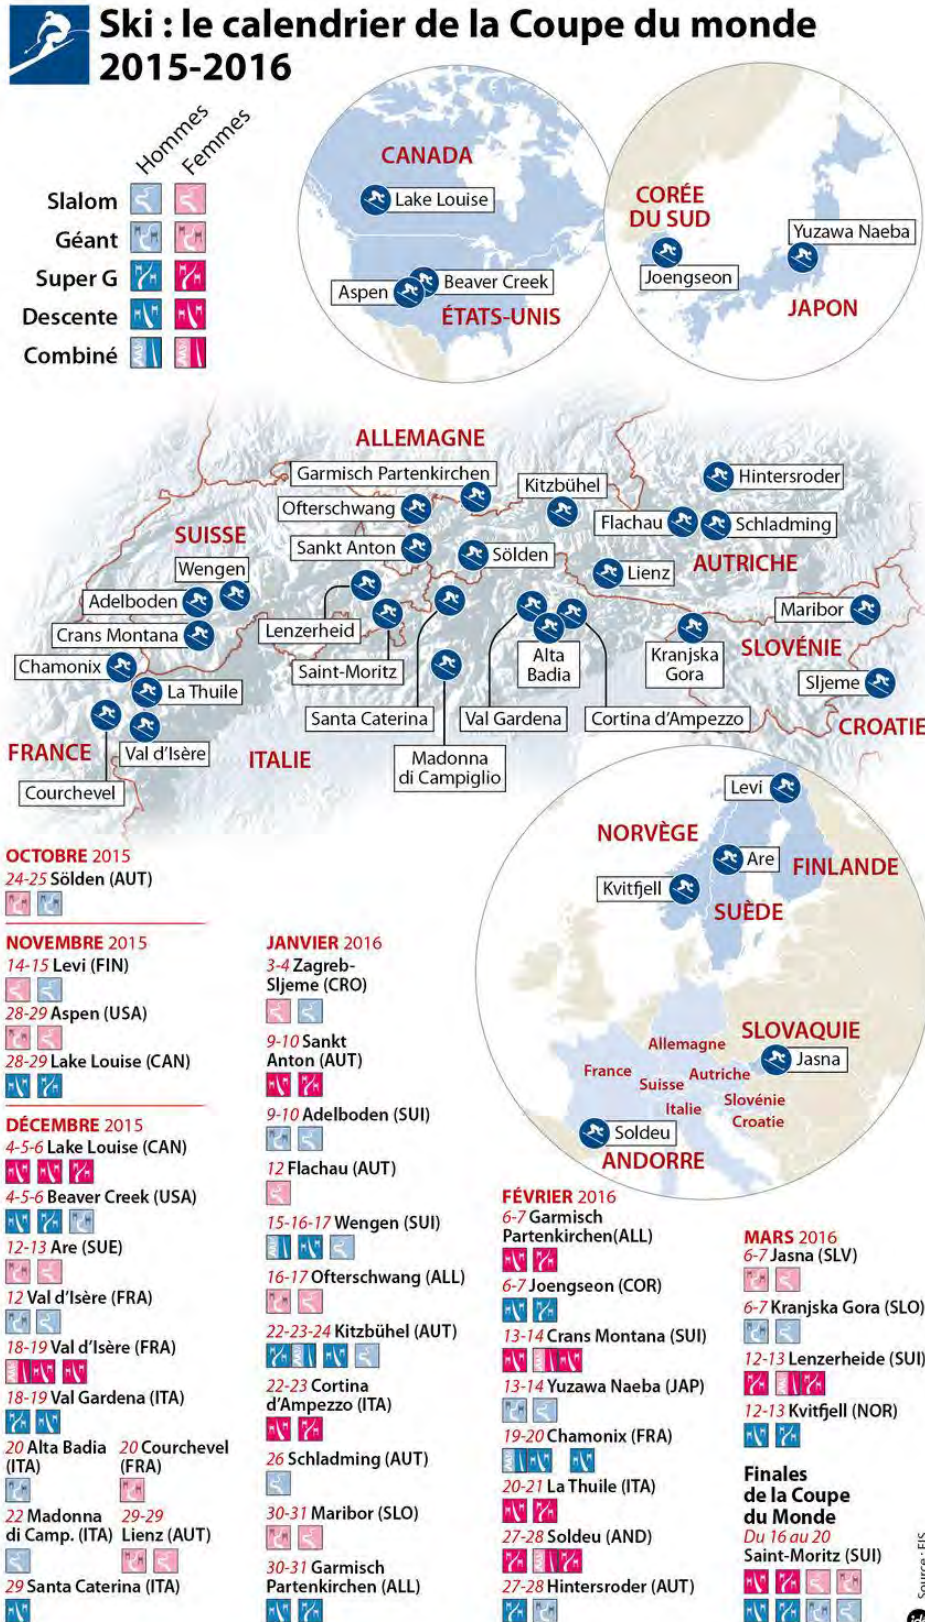 Ski : le calendrier de la Coupe du monde
2015-2016
Hommes
Femmes
Slalom
Géant
Super G
Descente
Combiné
CANADA
Lake Louise
Aspen
Beaver Creek
ÉTATS-UNIS
CORÉE
DU SUD
Yuzawa Naeba
Joengseon
JAPON
ALLEMAGNE
Garmisch Partenkirchen
Kitzbühel
Hintersroder
Ofterschwang
Flachau
Schladming
SUISSE
Sankt Anton
Sölden
AUTRICHE
Wengen
Lienz
Adelboden
Maribor
Crans Montana
Lenzerheid
SLOVÉNIE
Chamonix
Saint-Moritz
Alta
Badia
Kranjska
Gora
Sljeme
La Thuile
Santa Caterina
Val Gardena
Cortina d'Ampezzo
CROATIE
FRANCE
Val d'Isère
ITALIE
Madonna
di Campiglio
Courchevel
Levi
NORVÈGE
Are
FINLANDE
Kvitfjell
SUÈDE
SLOVAQUIE
Allemagne
Jasna
France
Suisse
Autriche
Slovénie
Italie
Croatie
Soldeu
ANDORRE
OCTOBRE 2015
24-25 Sölden (AUT)
NOVEMBRE 2015
14-15 Levi (FIN)
28-29 Aspen (USA)
28-29 Lake Louise (CAN)
DÉCEMBRE 2015
4-5-6 Lake Louise (CAN)
4-5-6 Beaver Creek (USA)
12-13 Are (SUE)
12 Val d'Isère (FRA)
18-19 Val d'Isère (FRA)
18-19 Val Gardena (ITA)
20 Alta Badia
(ITA)
20 Courchevel
(FRA)
22 Madonna
di Camp. (ITA)
29-29
Lienz (AUT)
29 Santa Caterina (ITA)
JANVIER 2016
3-4 Zagreb-
Sljeme (CRO)
9-10 Sankt
Anton (AUT)
9-10 Adelboden (SUI)
12 Flachau (AUT)
15-16-17 Wengen (SUI)
16-17 Ofterschwang (ALL)
22-23-24 Kitzbühel (AUT)
22-23 Cortina
d'Ampezzo (ITA)
26 Schladming (AUT)
30-31 Maribor (SLO)
30-31 Garmisch
Partenkirchen (ALL)
FÉVRIER 2016
6-7 Garmisch
Partenkirchen(ALL)
6-7 Joengseon (COR)
13-14 Crans Montana (SUI)
13-14 Yuzawa Naeba (JAP)
19-20 Chamonix (FRA)
20-21 La Thuile (ITA)
27-28 Soldeu (AND)
27-28 Hintersroder (AUT)
MARS 2016
6-7 Jasna (SLV)
6-7 Kranjska Gora (SLO)
12-13 Lenzerheide (SUI)
12-13 Kvitfjell (NOR)
Finales
de la Coupe
du Monde
Du 16 au 20
Saint-Moritz (SUI)
Source : FIS